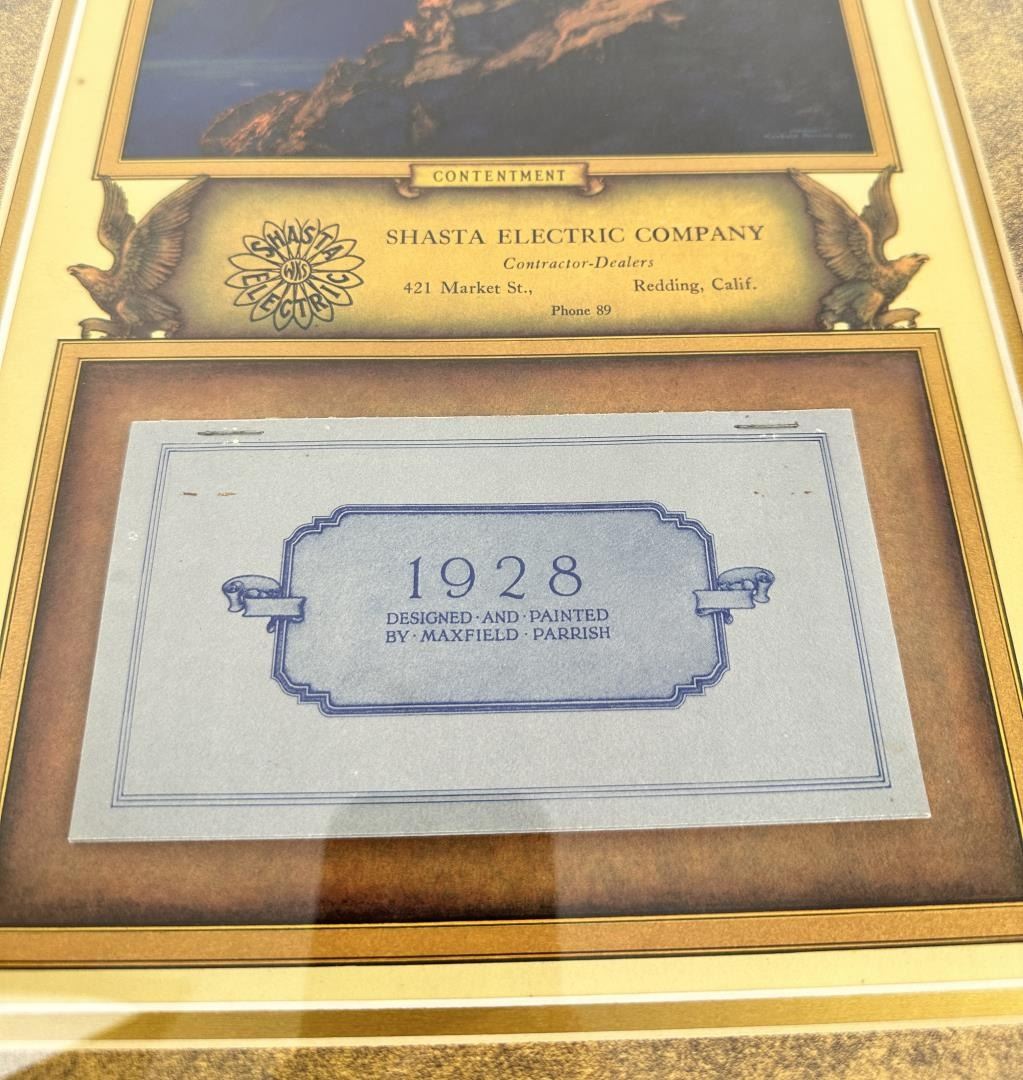 CONTENTMENT
SHASTA ELECTRIC
WKS
SHASTA ELECTRIC COMPANY
Contractor-Dealers
421 Market St., Redding, Calif.
Phone 89
1928
DESIGNED · AND · PAINTED
BY · MAXFIELD · PARRISH